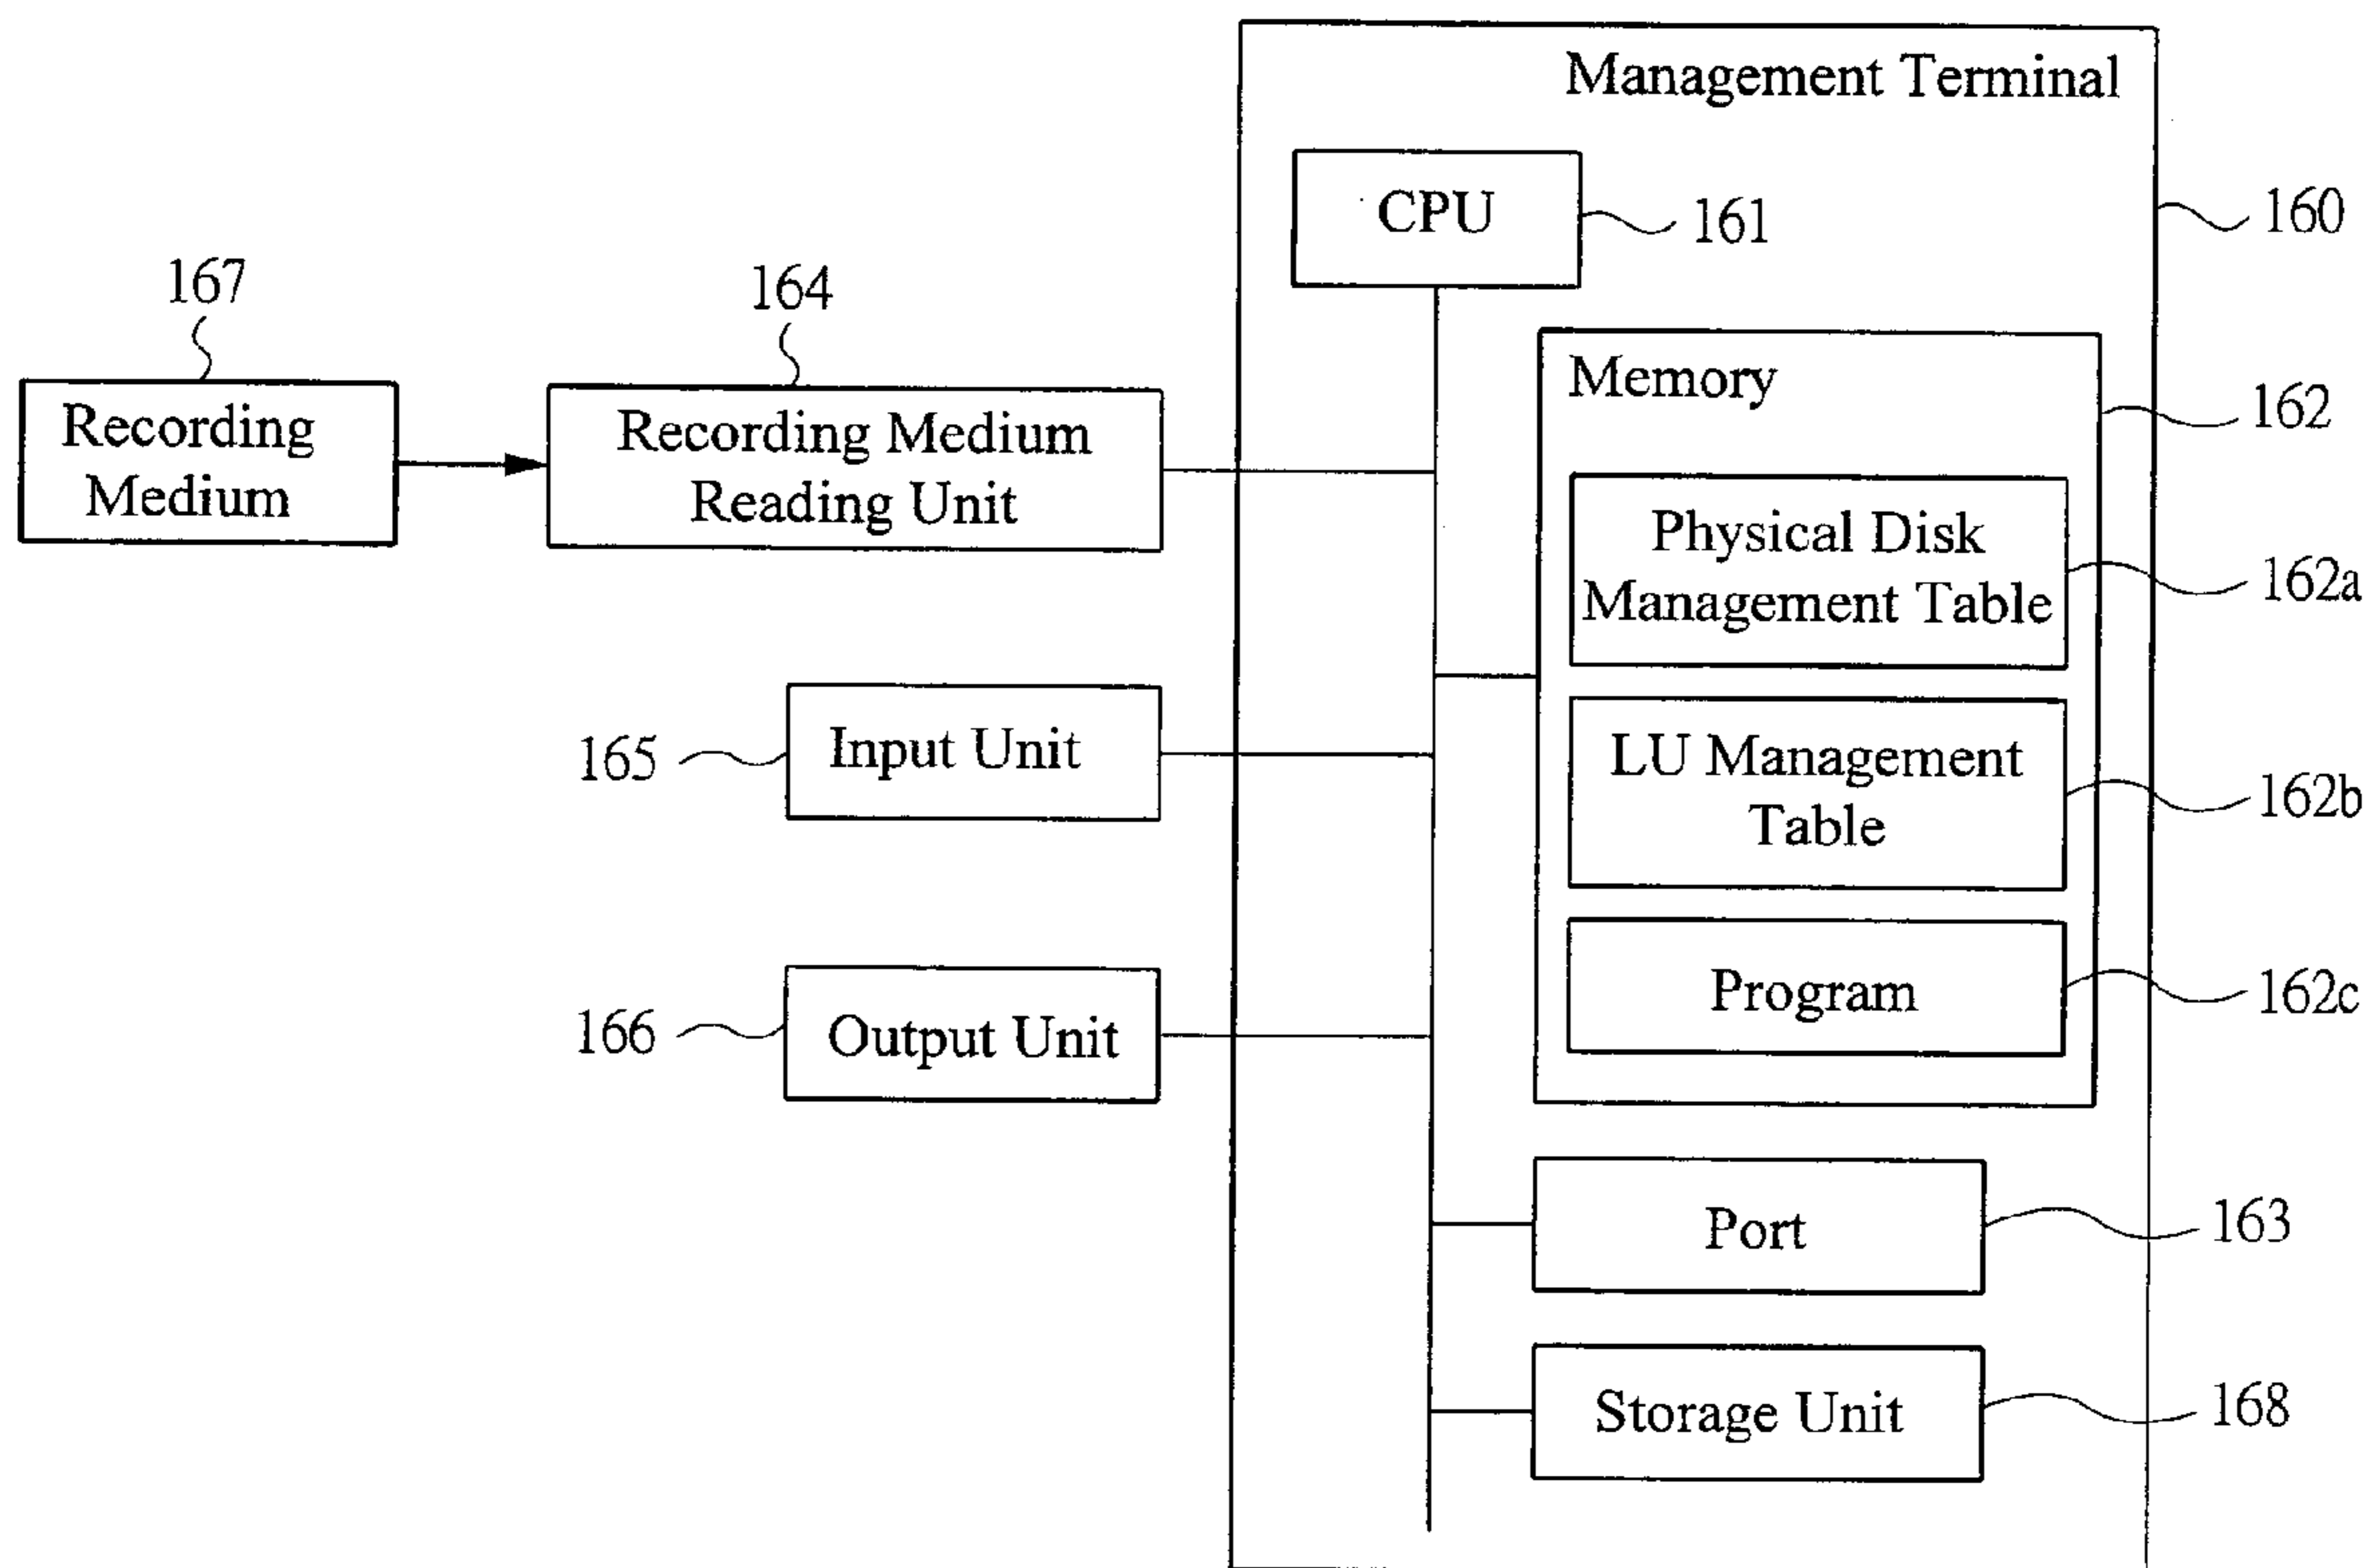 Management Terminal
CPU
161
160
167
164
Recording
Medium
Recording Medium
Reading Unit
Memory
162
Physical Disk
Management Table
162a
165
Input Unit
LU Management
Table
162b
166
Output Unit
Program
162c
Port
163
Storage Unit
168